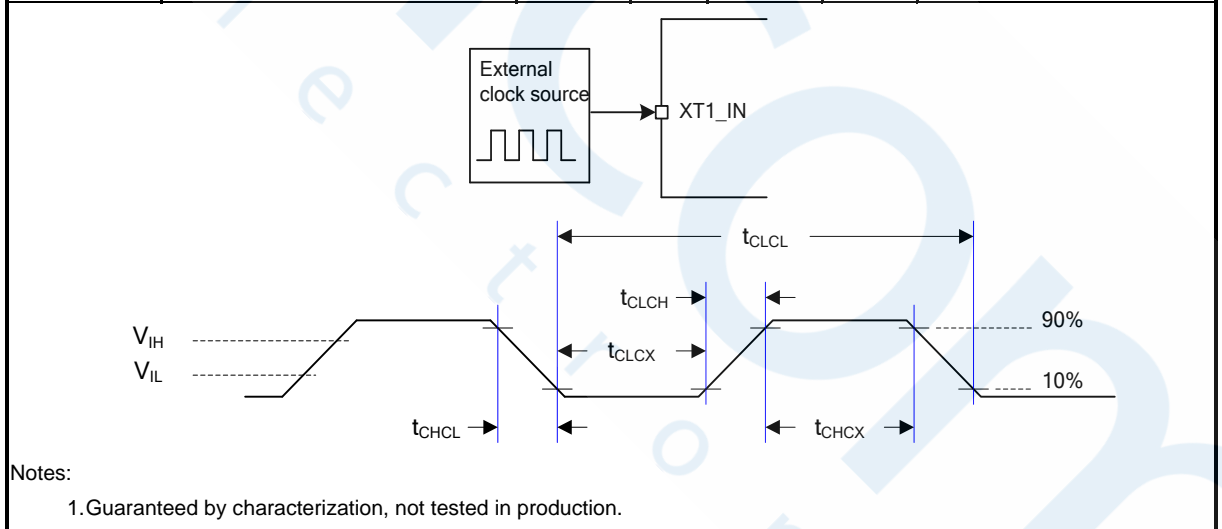 External
clock source
XT1_IN
tCLCL
tCLCH
90%
VIH
tCLCX
VIL
10%
tCHCL
tCHCX
Notes:
1.Guaranteed by characterization, not tested in production.